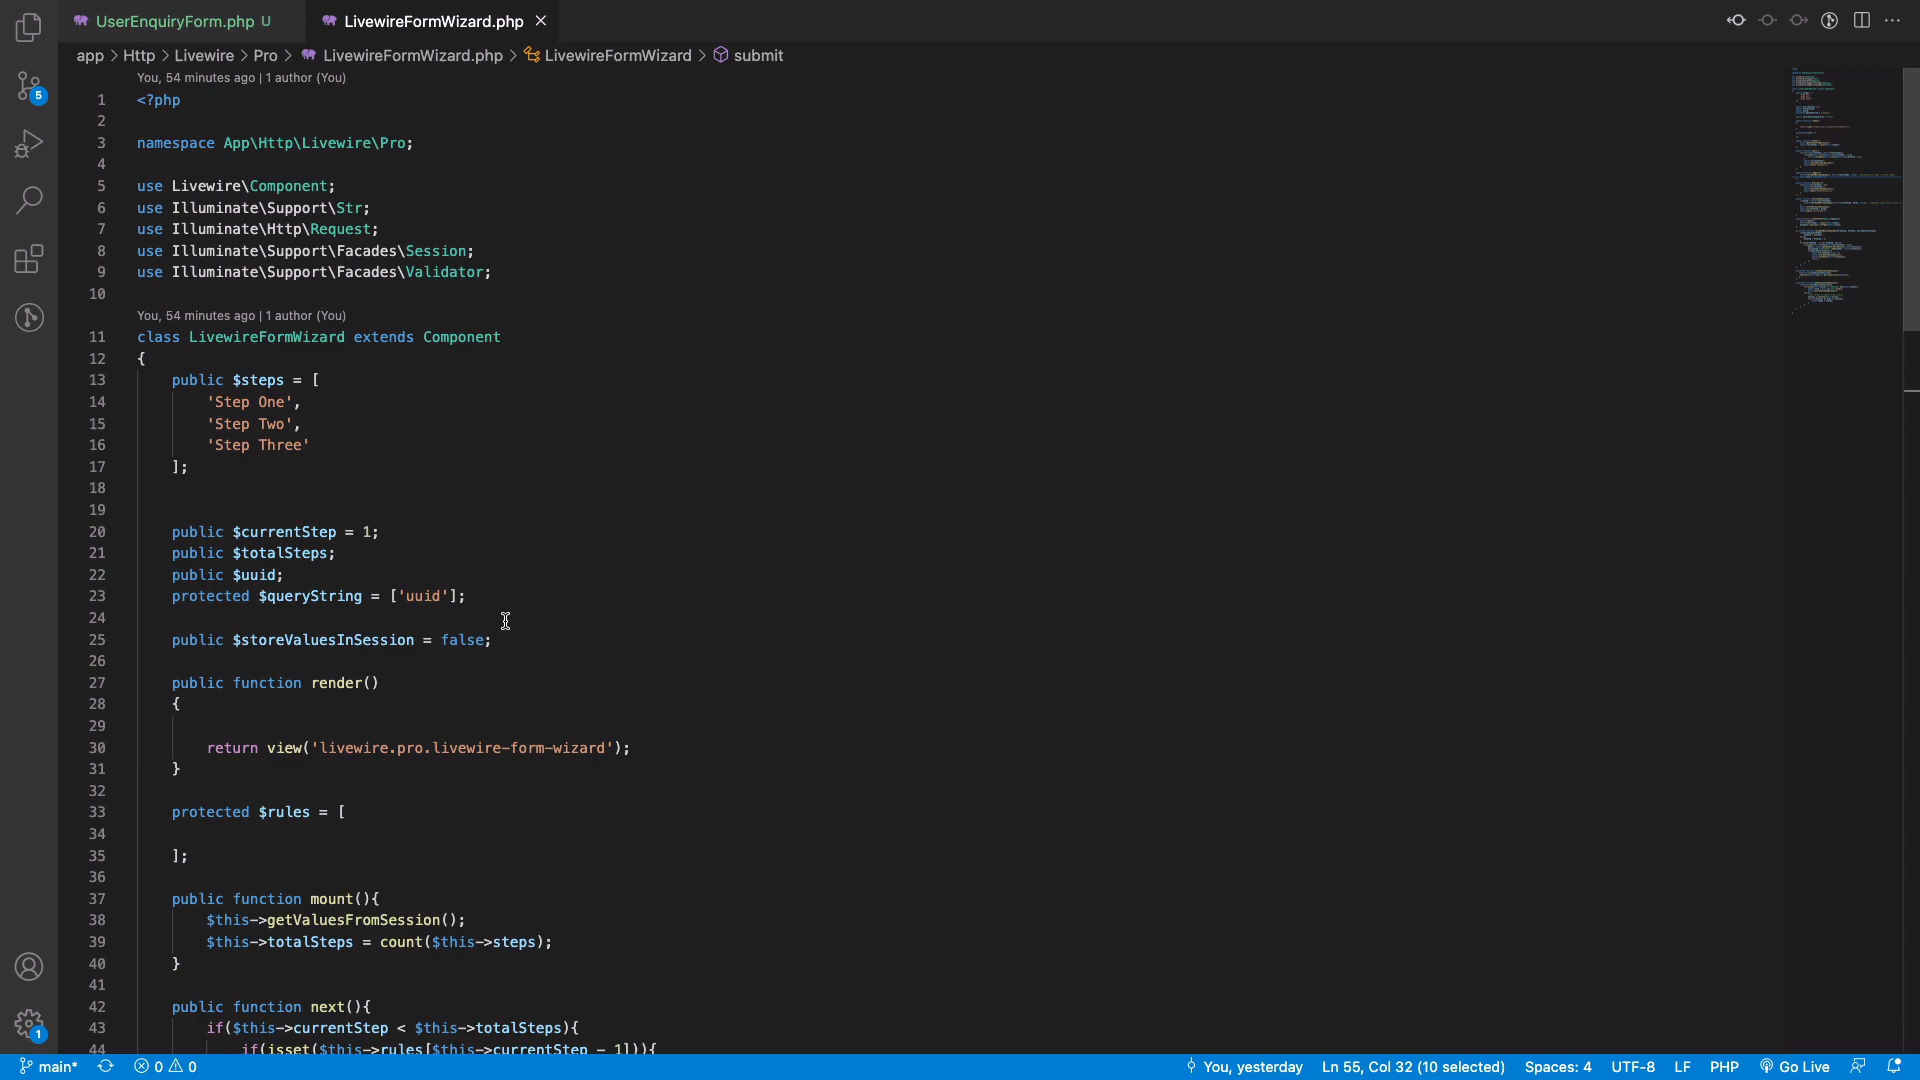 UserEnquiryForm.php U
LivewireFormWizard.php
app > Http > Livewire > Pro > LivewireFormWizard.php > LivewireFormWizard > submit
You, 54 minutes ago | 1 author (You)
1 <?php
2
3 namespace App\Http\Livewire\Pro;
4
5 use Livewire\Component;
6 use Illuminate\Support\Str;
7 use Illuminate\Http\Request;
8 use Illuminate\Support\Facades\Session;
9 use Illuminate\Support\Facades\Validator;
10
You, 54 minutes ago | 1 author (You)
11 class LivewireFormWizard extends Component
12 {
13 public $steps = [
14 'Step One',
15 'Step Two',
16 'Step Three'
17 ];
18
19
20 public $currentStep = 1;
21 public $totalSteps;
22 public $uuid;
23 protected $queryString = ['uuid'];
24
25 public $storeValuesInSession = false;
26
27 public function render()
28 {
29
30 return view('livewire.pro.livewire-form-wizard');
31 }
32
33 protected $rules = [
34
35 ];
36
37 public function mount(){
38 $this->getValuesFromSession();
39 $this->totalSteps = count($this->steps);
40 }
41
42 public function next(){
43 if($this->currentStep < $this->totalSteps){
44 if(isset($this->rules[$this->currentStep - 1])){
5
1
main* 0 0 You, yesterday Ln 55, Col 32 (10 selected) Spaces: 4 UTF-8 LF PHP Go Live